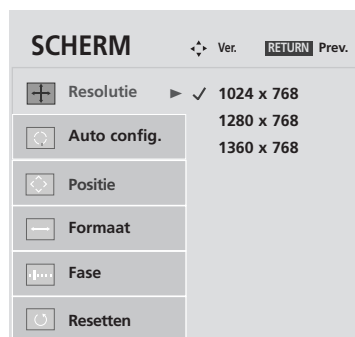 SCHERM Ver. RETURN Prev.
Resolutie ► ✓ 1024 x 768
1280 x 768
Auto config.
1360 x 768
Positie
Formaat
Fase
Resetten